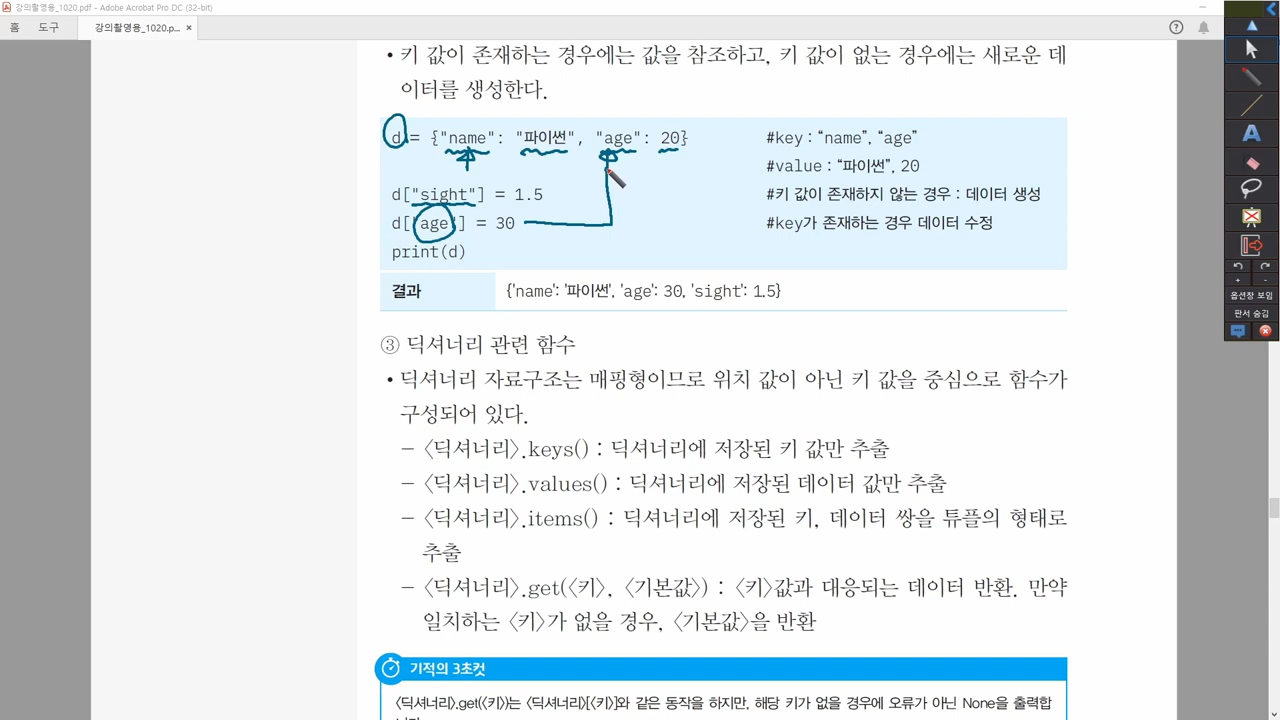 강의촬영용_1020.pdf - Adobe Acrobat Pro DC (32-bit)
홈 도구 강의촬영용_1020.p... ×
• 키 값이 존재하는 경우에는 값을 참조하고, 키 값이 없는 경우에는 새로운 데
이터를 생성한다.
d = {"name": "파이썬", "age": 20} #key : “name”, “age”
#value : “파이썬”, 20
d["sight"] = 1.5 #키 값이 존재하지 않는 경우 : 데이터 생성
d["age"] = 30 #key가 존재하는 경우 데이터 수정
print(d)
결과 {'name': '파이썬', 'age': 30, 'sight': 1.5}
③ 딕셔너리 관련 함수
• 딕셔너리 자료구조는 매핑형이므로 위치 값이 아닌 키 값을 중심으로 함수가
구성되어 있다.
– 〈딕셔너리〉.keys() : 딕셔너리에 저장된 키 값만 추출
– 〈딕셔너리〉.values() : 딕셔너리에 저장된 데이터 값만 추출
– 〈딕셔너리〉.items() : 딕셔너리에 저장된 키, 데이터 쌍을 튜플의 형태로
추출
– 〈딕셔너리〉.get(〈키〉, 〈기본값〉) : 〈키〉값과 대응되는 데이터 반환. 만약
일치하는 〈키〉가 없을 경우, 〈기본값〉을 반환
기적의 3초컷
〈딕셔너리〉.get(〈키〉)는 〈딕셔너리〉[〈키〉]와 같은 동작을 하지만, 해당 키가 없을 경우에 오류가 아닌 None을 출력합
A
옵션창 보임
판서 숨김